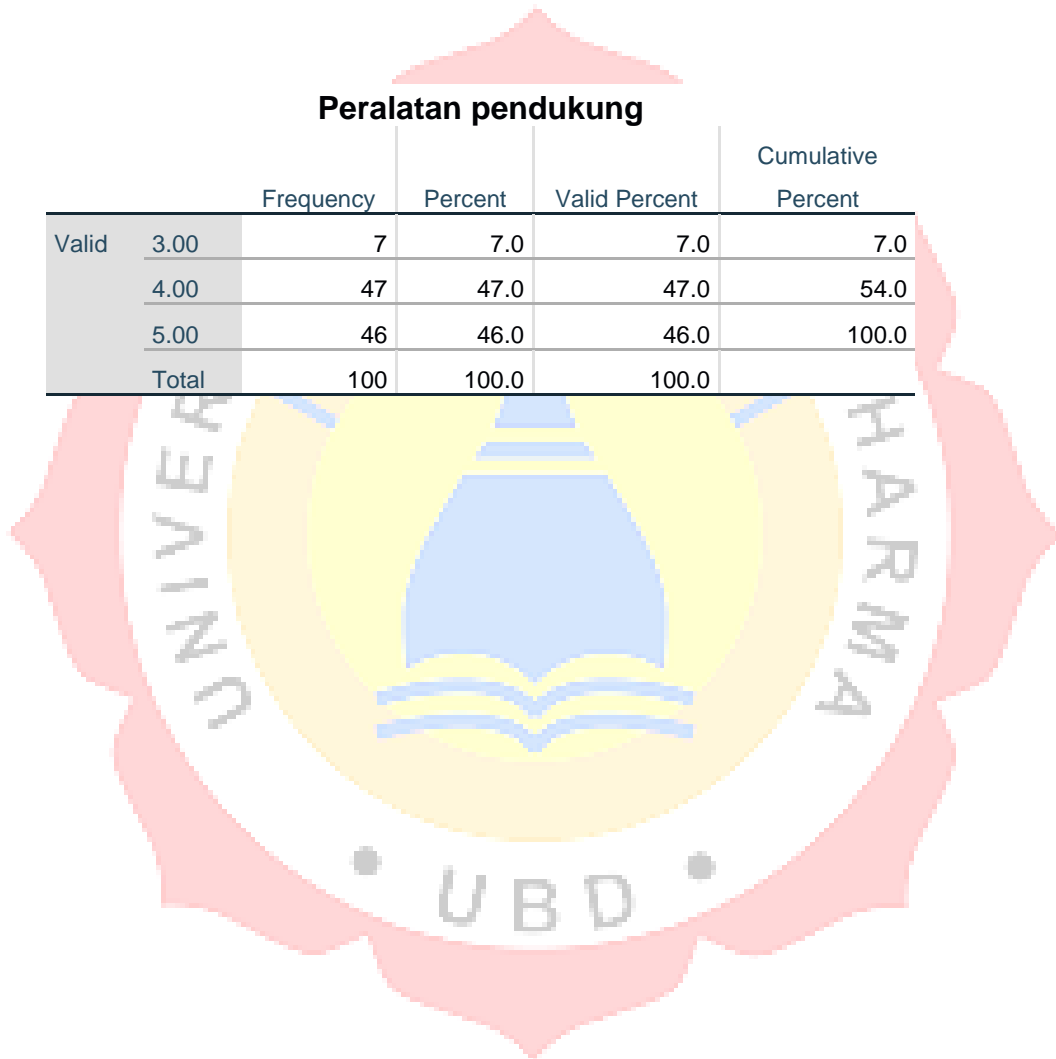 Peralatan pendukung
Frequency Percent Valid Percent Cumulative Percent
Valid 3.00 7 7.0 7.0 7.0
4.00 47 47.0 47.0 54.0
5.00 46 46.0 46.0 100.0
Total 100 100.0 100.0
UNIVER
HARMA
• UBD •